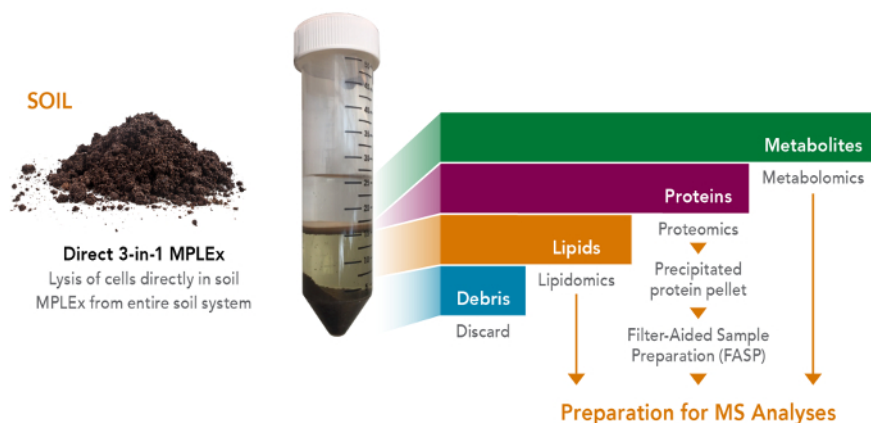 SOIL
Direct 3-in-1 MPLEx
Lysis of cells directly in soil
MPLEx from entire soil system
Metabolites
Metabolomics
Proteins
Proteomics
Precipitated
protein pellet
Filter-Aided Sample
Preparation (FASP)
Lipids
Lipidomics
Debris
Discard
Preparation for MS Analyses